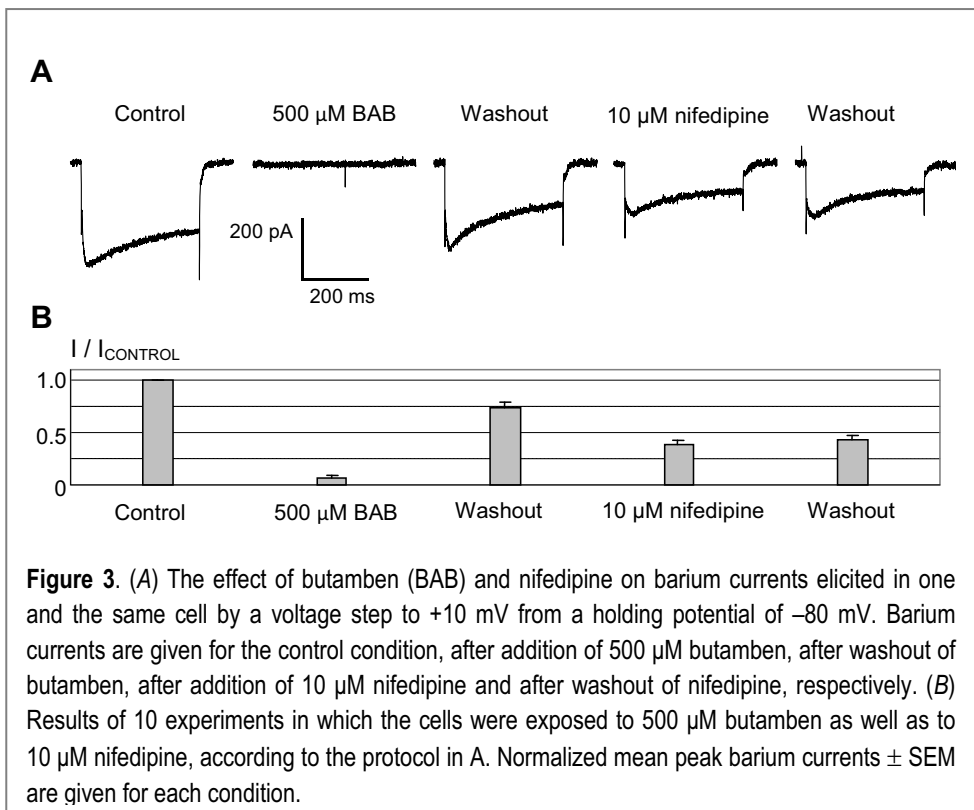 A
Control 500 µM BAB Washout 10 µM nifedipine Washout
200 pA
200 ms
B
I / I CONTROL
1.0
0.5
0
Control 500 µM BAB Washout 10 µM nifedipine Washout
Figure 3. (A) The effect of butamben (BAB) and nifedipine on barium currents elicited in one
and the same cell by a voltage step to +10 mV from a holding potential of –80 mV. Barium
currents are given for the control condition, after addition of 500 µM butamben, after washout of
butamben, after addition of 10 µM nifedipine and after washout of nifedipine, respectively. (B)
Results of 10 experiments in which the cells were exposed to 500 µM butamben as well as to
10 µM nifedipine, according to the protocol in A. Normalized mean peak barium currents ± SEM
are given for each condition.